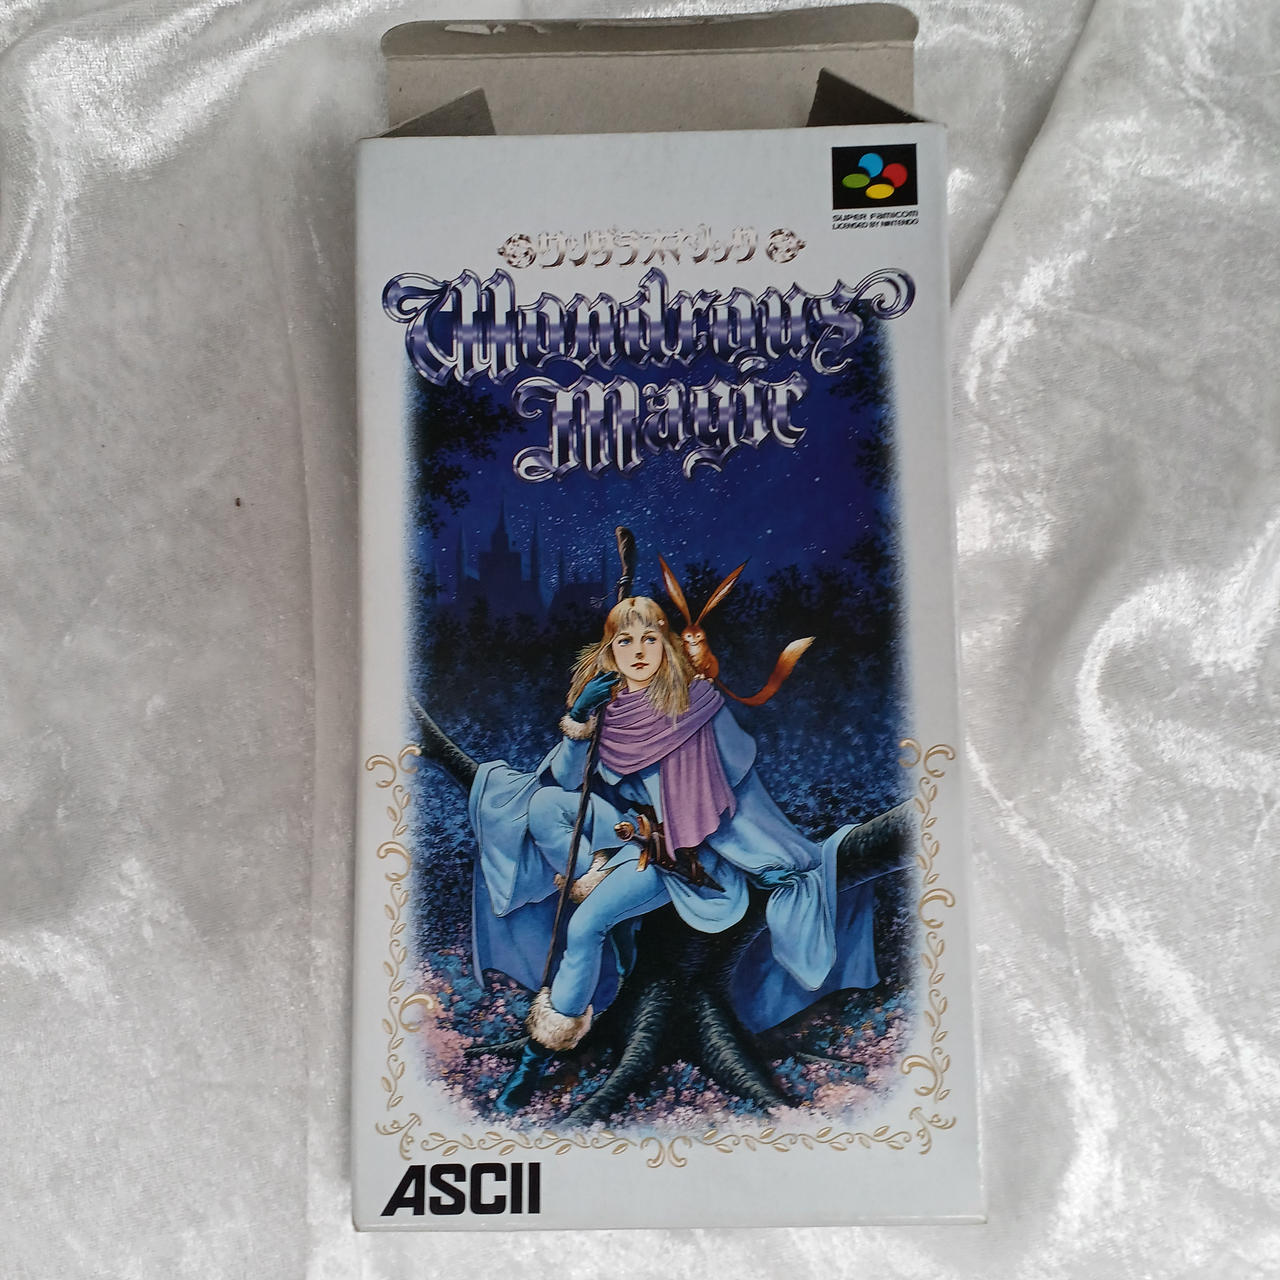 SUPER FAMICOM
LICENSED BY NINTENDO
ワンダラスマジック
Wondrous
Magic
ASCII